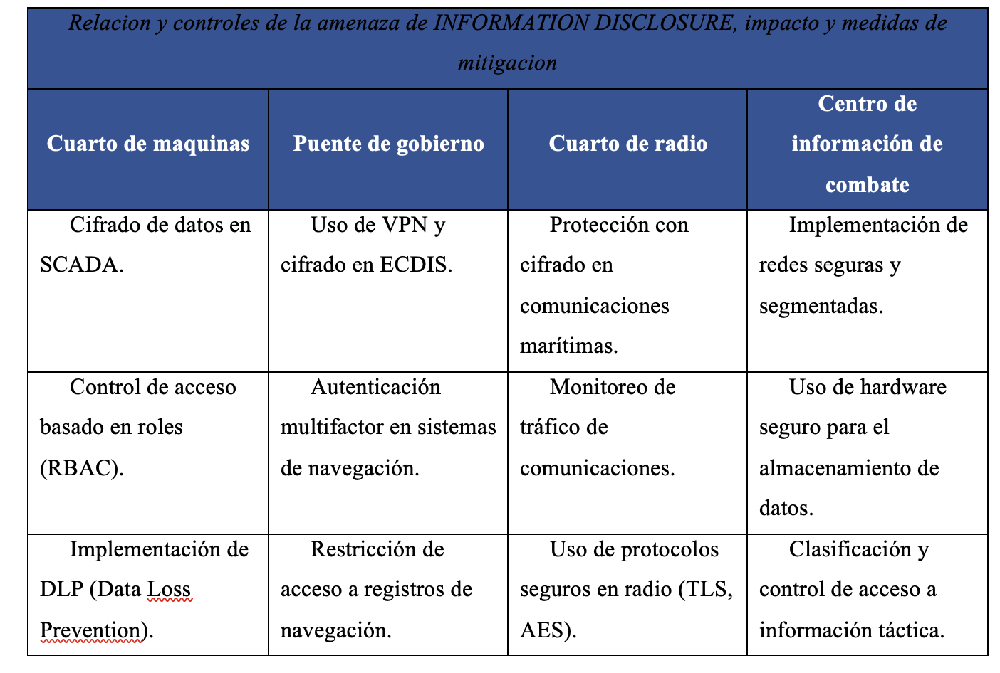 Relacion y controles de la amenaza de INFORMATION DISCLOSURE, impacto y medidas de
mitigacion
Cuarto de maquinas
Puente de gobierno
Cuarto de radio
Centro de
información de
combate
Cifrado de datos en
SCADA.
Uso de VPN y
cifrado en ECDIS.
Protección con
cifrado en
comunicaciones
marítimas.
Implementación de
redes seguras y
segmentadas.
Control de acceso
basado en roles
(RBAC).
Autenticación
multifactor en sistemas
de navegación.
Monitoreo de
tráfico de
comunicaciones.
Uso de hardware
seguro para el
almacenamiento de
datos.
Implementación de
DLP (Data Loss
Prevention).
Restricción de
acceso a registros de
navegación.
Uso de protocolos
seguros en radio (TLS,
AES).
Clasificación y
control de acceso a
información táctica.